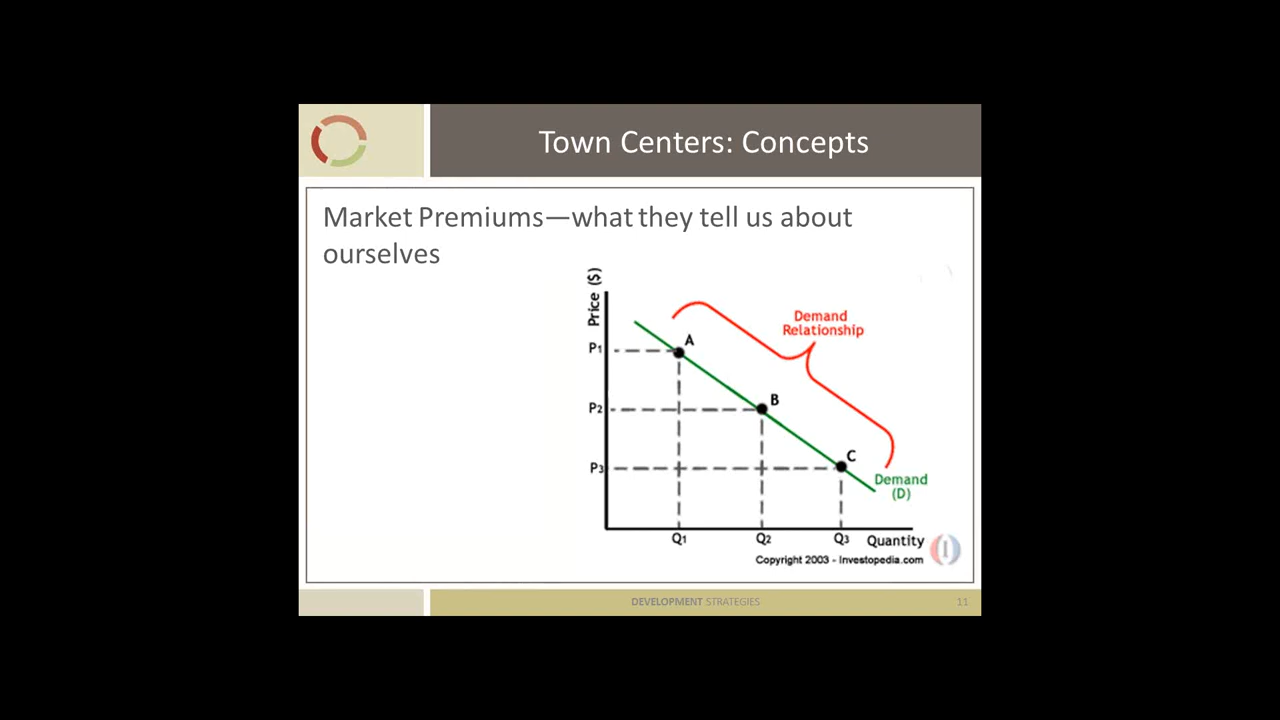 Town Centers: Concepts
Market Premiums—what they tell us about
ourselves
Price ($)
Demand
Relationship
P1
A
P2
B
P3
C
Demand
(D)
Q1
Q2
Q3
Quantity
Copyright 2003 - Investopedia.com
DEVELOPMENT STRATEGIES
11